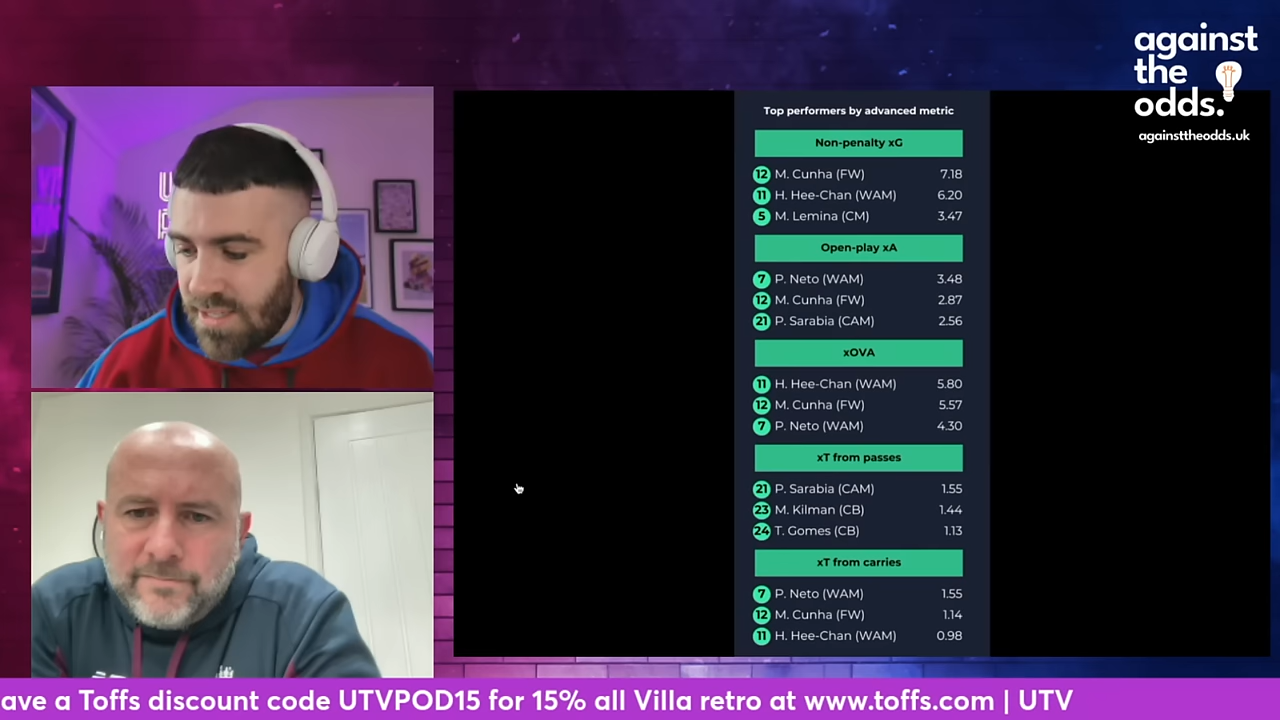 against
the
odds.
againsttheodds.uk
Top performers by advanced metric
Non-penalty xG
12 M. Cunha (FW) 7.18
11 H. Hee-Chan (WAM) 6.20
5 M. Lemina (CM) 3.47
Open-play xA
7 P. Neto (WAM) 3.48
12 M. Cunha (FW) 2.87
21 P. Sarabia (CAM) 2.56
xOVA
11 H. Hee-Chan (WAM) 5.80
12 M. Cunha (FW) 5.57
7 P. Neto (WAM) 4.30
xT from passes
21 P. Sarabia (CAM) 1.55
23 M. Kilman (CB) 1.44
24 T. Gomes (CB) 1.13
xT from carries
7 P. Neto (WAM) 1.55
12 M. Cunha (FW) 1.14
11 H. Hee-Chan (WAM) 0.98
ave a Toffs discount code UTVPOD15 for 15% all Villa retro at www.toffs.com | UTV